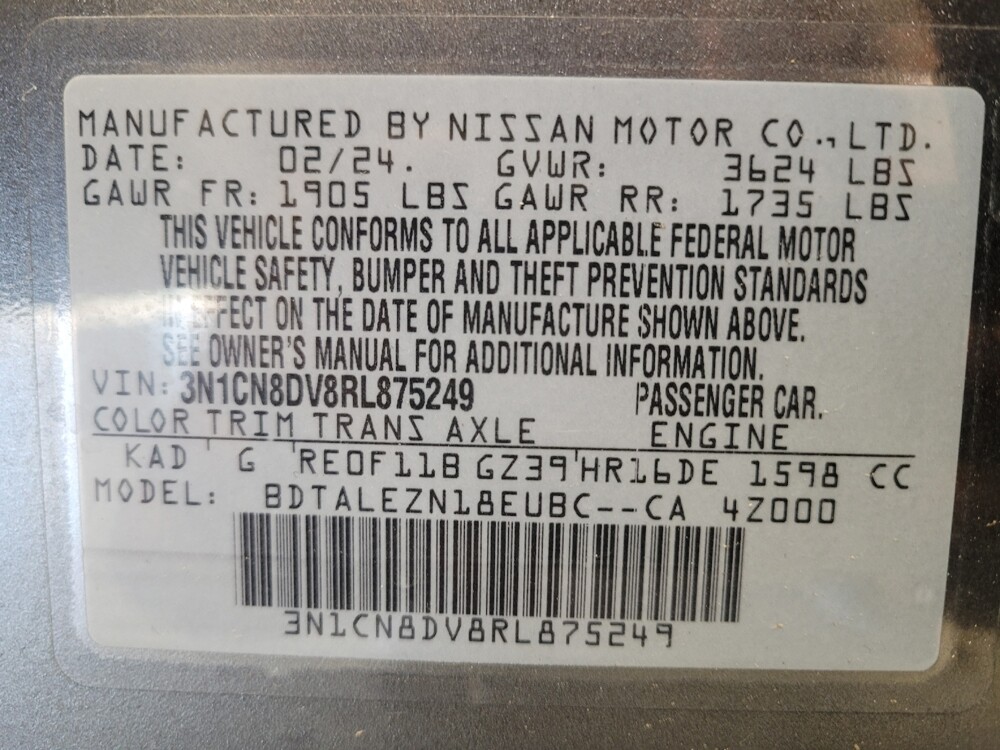 MANUFACTURED BY NISSAN MOTOR CO., LTD.
DATE: 02/24. GVWR: 3624 LBS
GAWR FR: 1905 LBS GAWR RR: 1735 LBS
THIS VEHICLE CONFORMS TO ALL APPLICABLE FEDERAL MOTOR
VEHICLE SAFETY, BUMPER AND THEFT PREVENTION STANDARDS
IN EFFECT ON THE DATE OF MANUFACTURE SHOWN ABOVE.
SEE OWNER'S MANUAL FOR ADDITIONAL INFORMATION.
VIN: 3N1CN8DV8RL875249 PASSENGER CAR.
COLOR TRIM TRANS AXLE ENGINE
KAD G RE0F11B GZ39 HR16DE 1598 CC
MODEL: BDTALEZN18EUBC--CA 4Z000
3N1CN8DV8RL875249